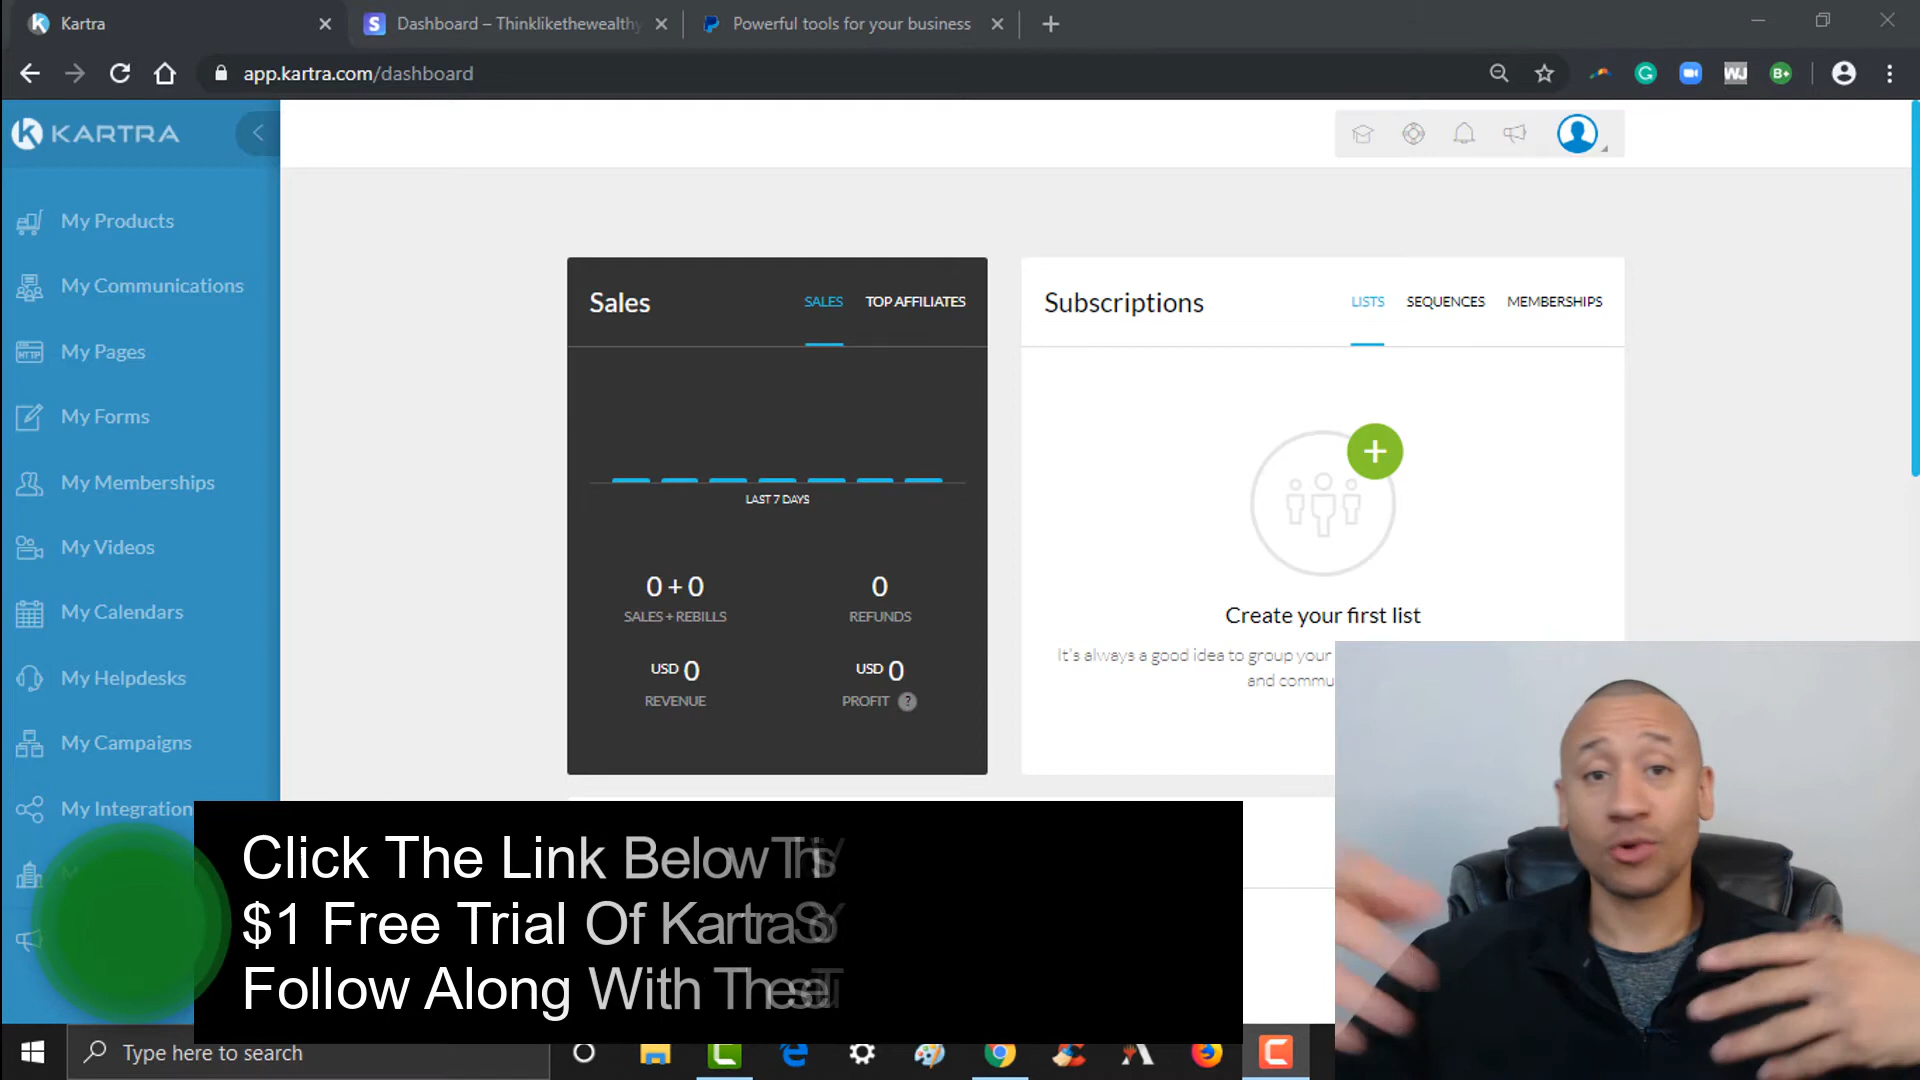 Kartra
Dashboard – Thinklikethewealthy
Powerful tools for your business
app.kartra.com/dashboard
KARTRA
My Products
My Communications
My Pages
My Forms
My Memberships
My Videos
My Calendars
My Helpdesks
My Campaigns
My Integration
Sales
SALES
TOP AFFILIATES
LAST 7 DAYS
0 + 0
SALES + REBILLS
0
REFUNDS
USD 0
REVENUE
USD 0
PROFIT ?
Subscriptions
LISTS
SEQUENCES
MEMBERSHIPS
Create your first list
It's always a good idea to group your
and commu
Click The Link Below This
$1 Free Trial Of Kartra So
Follow Along With These
Type here to search